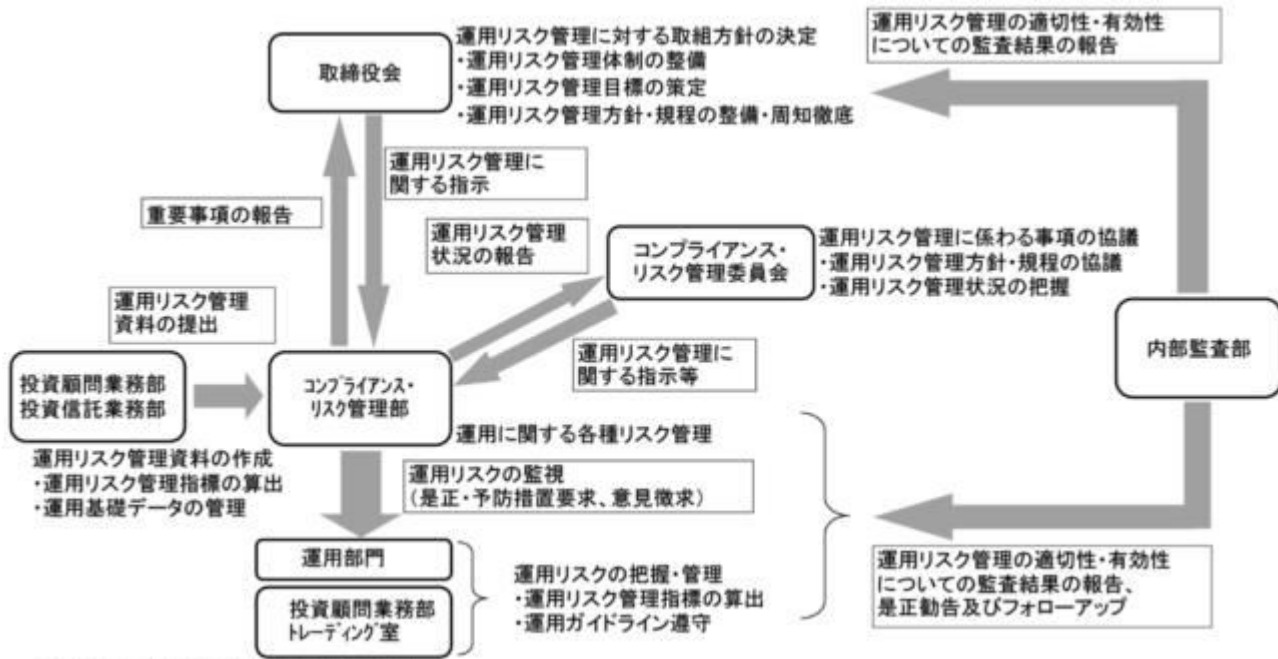 取締役会
運用リスク管理に対する取組方針の決定
・運用リスク管理体制の整備
・運用リスク管理目標の策定
・運用リスク管理方針・規程の整備・周知徹底
運用リスク管理の適切性・有効性
についての監査結果の報告
運用リスク管理に
関する指示
重要事項の報告
運用リスク管理
状況の報告
コンプライアンス・
リスク管理委員会
運用リスク管理に係わる事項の協議
・運用リスク管理方針・規程の協議
・運用リスク管理状況の把握
運用リスク管理
資料の提出
内部監査部
投資顧問業務部
投資信託業務部
コンプライアンス・
リスク管理部
運用リスク管理に
関する指示等
運用に関する各種リスク管理
運用リスク管理資料の作成
・運用リスク管理指標の算出
・運用基礎データの管理
運用リスクの監視
（是正・予防措置要求、意見徴求）
運用部門
投資顧問業務部
トレーディング室
運用リスクの把握・管理
・運用リスク管理指標の算出
・運用ガイドライン遵守
運用リスク管理の適切性・有効性
についての監査結果の報告、
是正勧告及びフォローアップ